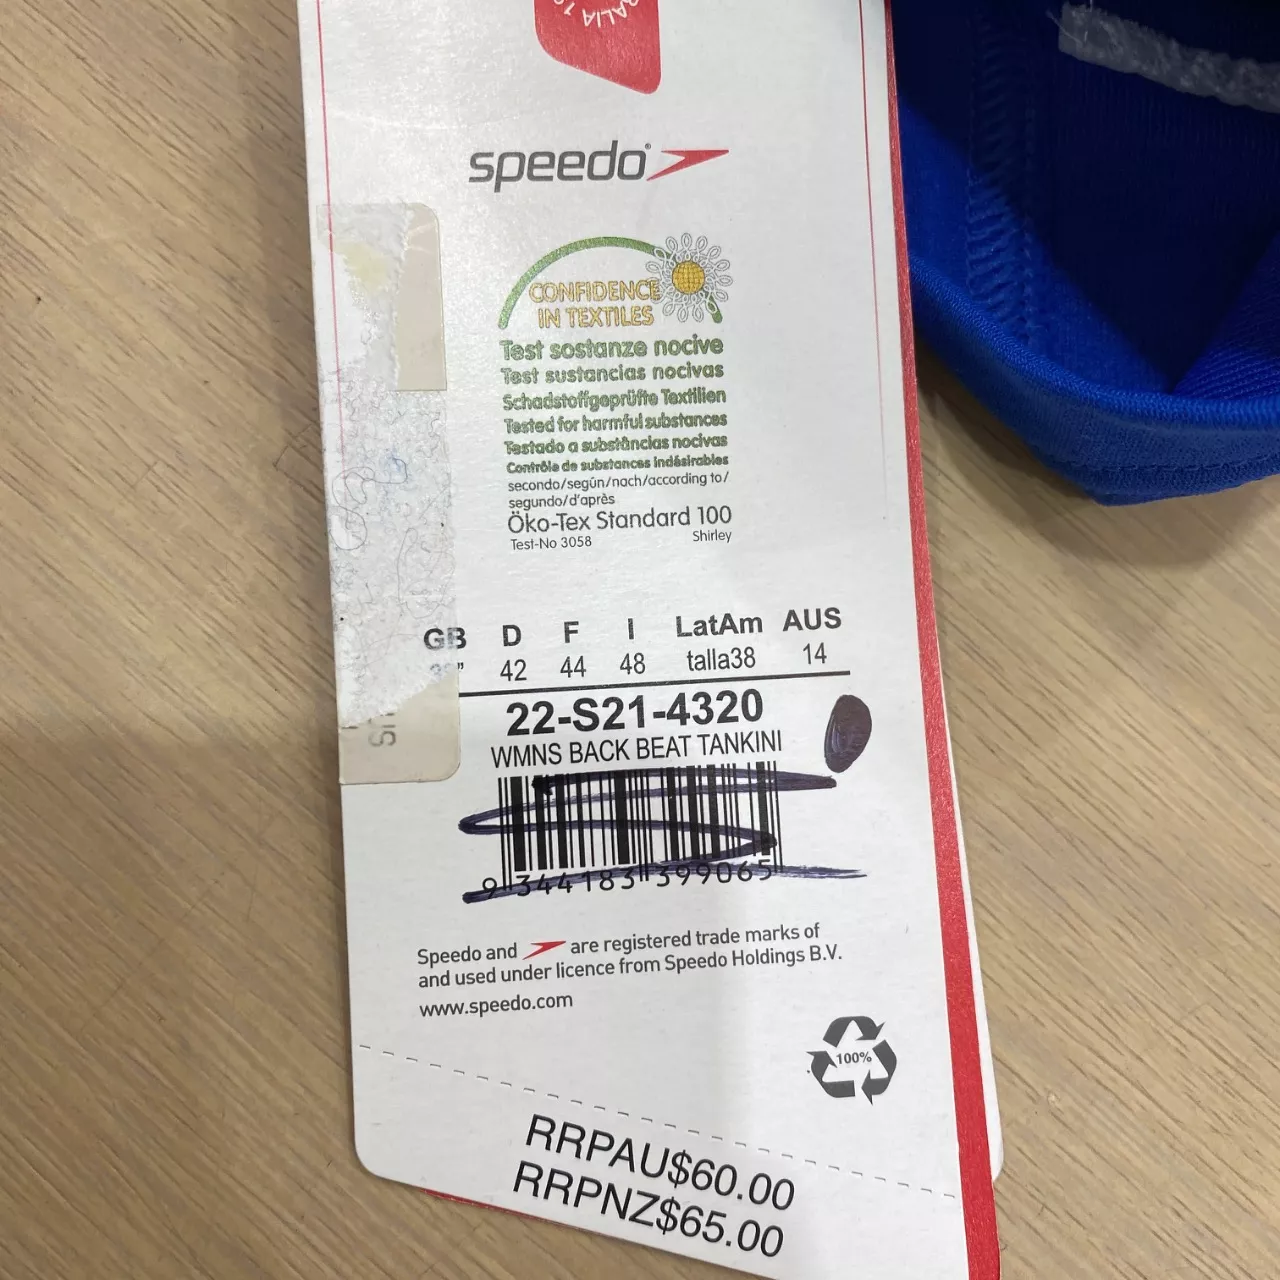 speedo
CONFIDENCE
IN TEXTILES
Test sostanze nocive
Test sustancias nocivas
Schadstoffgeprüfte Textilien
Tested for harmful substances
Testado a substâncias nocivas
Contrôle de substances indésirables
secondo/según/nach/according to/
segundo/d'après
Öko-Tex Standard 100
Test-No 3058 Shirley
GB D F I LatAm AUS
42 44 48 talla38 14
22-S21-4320
WMNS BACK BEAT TANKINI
9 344183 399065
Speedo and are registered trade marks of
and used under licence from Speedo Holdings B.V.
www.speedo.com
100%
RRPAU$60.00
RRPNZ$65.00